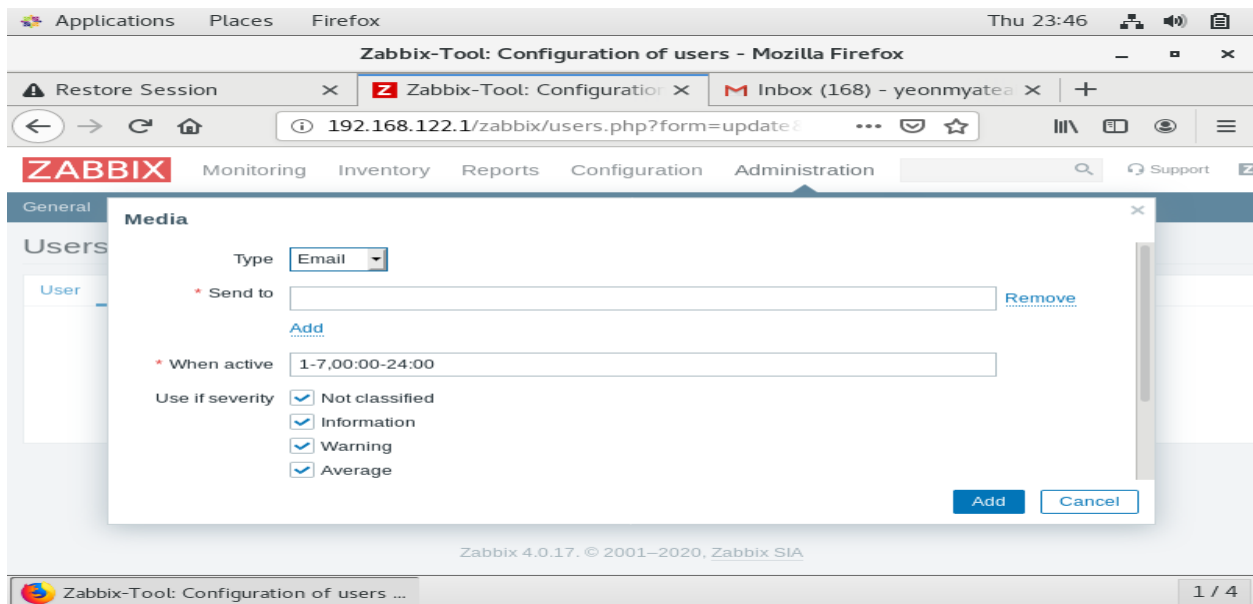 Applications Places Firefox Thu 23:46
Zabbix-Tool: Configuration of users - Mozilla Firefox
Restore Session Zabbix-Tool: Configuration Inbox (168) - yeonmyatea
192.168.122.1/zabbix/users.php?form=update&
ZABBIX Monitoring Inventory Reports Configuration Administration Support Z
General
Media
Users
Type Email
User
* Send to Remove
Add
* When active 1-7,00:00-24:00
Use if severity Not classified
Information
Warning
Average
Add Cancel
Zabbix 4.0.17. © 2001–2020, Zabbix SIA
Zabbix-Tool: Configuration of users ... 1 / 4